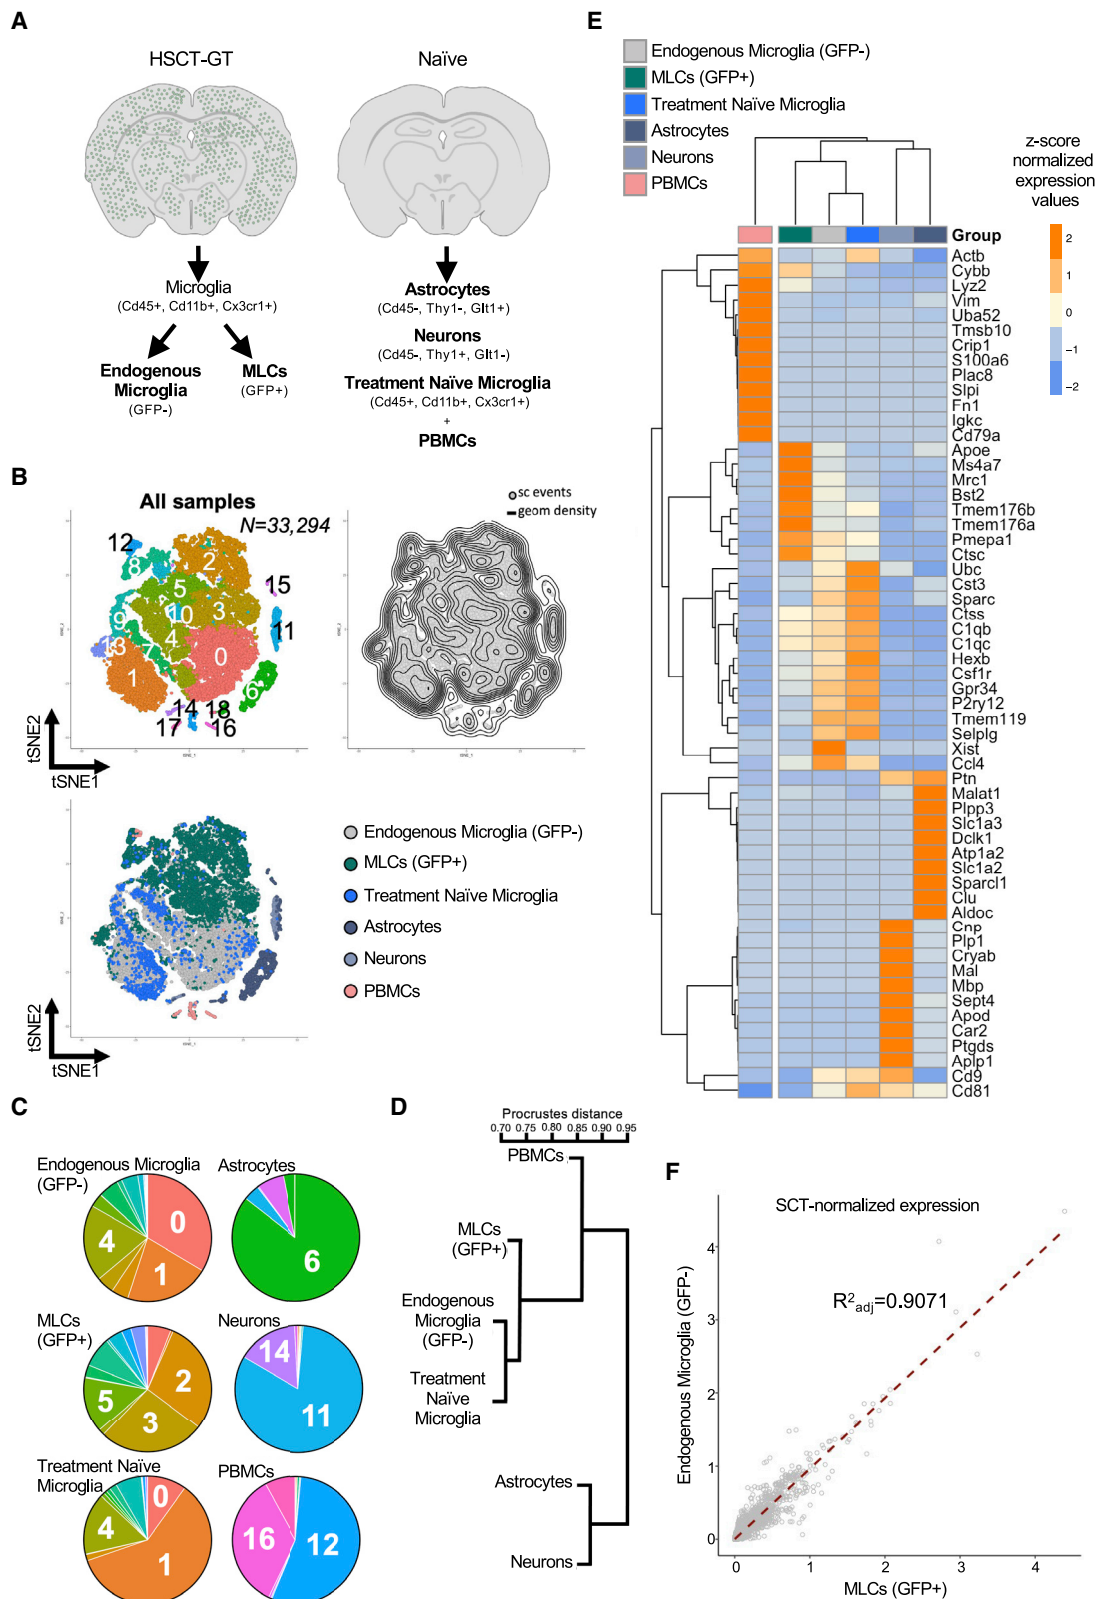 A
HSCT-GT
Naïve
Microglia
(Cd45+, Cd11b+, Cx3cr1+)
Endogenous
Microglia
(GFP-)
MLCs
(GFP+)
Astrocytes
(Cd45-, Thy1-, Glt1+)
Neurons
(Cd45-, Thy1+, Glt1-)
Treatment Naïve Microglia
(Cd45+, Cd11b+, Cx3cr1+)
+
PBMCs
B
All samples
N=33,294
sc events
geom density
12
8
2
15
5
10
3
11
9
4
13
7
0
1
6
14
18
17
16
tSNE2
tSNE1
Endogenous Microglia (GFP-)
MLCs (GFP+)
Treatment Naïve Microglia
Astrocytes
Neurons
PBMCs
tSNE2
tSNE1
C
Endogenous Microglia
(GFP-)
0
4
1
Astrocytes
6
MLCs
(GFP+)
2
5
3
Neurons
14
11
Treatment Naïve
Microglia
0
4
1
PBMCs
16
12
D
Procrustes distance
0.70 0.75 0.80 0.85 0.90 0.95
PBMCs
MLCs
(GFP+)
Endogenous
Microglia
(GFP-)
Treatment
Naïve
Microglia
Astrocytes
Neurons
E
Endogenous Microglia (GFP-)
MLCs (GFP+)
Treatment Naïve Microglia
Astrocytes
Neurons
PBMCs
z-score
normalized
expression
values
2
1
0
−1
−2
Group
Actb
Cybb
Lyz2
Vim
Uba52
Tmsb10
Crip1
S100a6
Plac8
Slpi
Fn1
Igkc
Cd79a
Apoe
Ms4a7
Mrc1
Bst2
Tmem176b
Tmem176a
Pmepa1
Ctsc
Ubc
Cst3
Sparc
Ctss
C1qb
C1qc
Hexb
Csf1r
Gpr34
P2ry12
Tmem119
Selplg
Xist
Ccl4
Ptn
Malat1
Plpp3
Slc1a3
Dclk1
Atp1a2
Slc1a2
Sparcl1
Clu
Aldoc
Cnp
Plp1
Cryab
Mal
Mbp
Sept4
Apod
Car2
Ptgds
Aplp1
Cd9
Cd81
F
SCT-normalized expression
R²adj=0.9071
Endogenous Microglia (GFP-)
4
3
2
1
0
0 1 2 3 4
MLCs (GFP+)